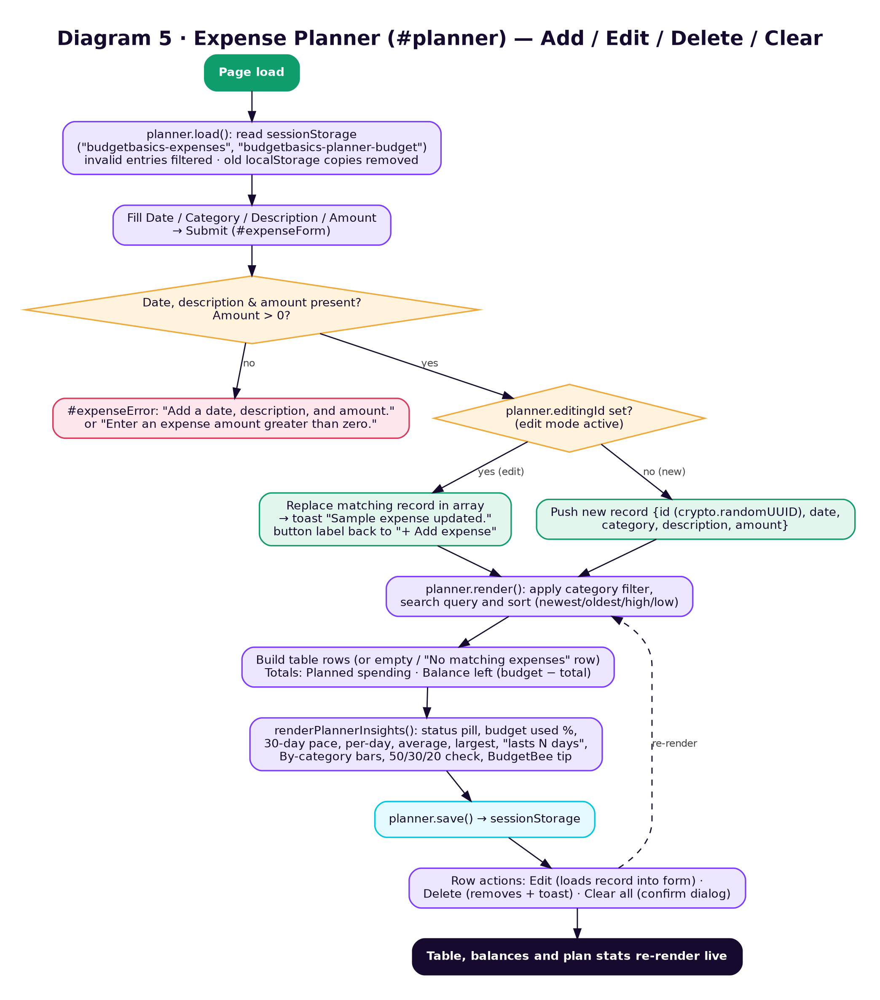 Diagram 5 · Expense Planner (#planner) — Add / Edit / Delete / Clear
Page load
planner.load(): read sessionStorage
("budgetbasics-expenses", "budgetbasics-planner-budget")
invalid entries filtered · old localStorage copies removed
Fill Date / Category / Description / Amount
→ Submit (#expenseForm)
Date, description & amount present?
Amount > 0?
no
yes
#expenseError: "Add a date, description, and amount."
or "Enter an expense amount greater than zero."
planner.editingId set?
(edit mode active)
yes (edit)
no (new)
Replace matching record in array
→ toast "Sample expense updated."
button label back to "+ Add expense"
Push new record {id (crypto.randomUUID), date,
category, description, amount}
planner.render(): apply category filter,
search query and sort (newest/oldest/high/low)
Build table rows (or empty / "No matching expenses" row)
Totals: Planned spending · Balance left (budget − total)
renderPlannerInsights(): status pill, budget used %,
30-day pace, per-day, average, largest, "lasts N days",
By-category bars, 50/30/20 check, BudgetBee tip
re-render
planner.save() → sessionStorage
Row actions: Edit (loads record into form) ·
Delete (removes + toast) · Clear all (confirm dialog)
Table, balances and plan stats re-render live